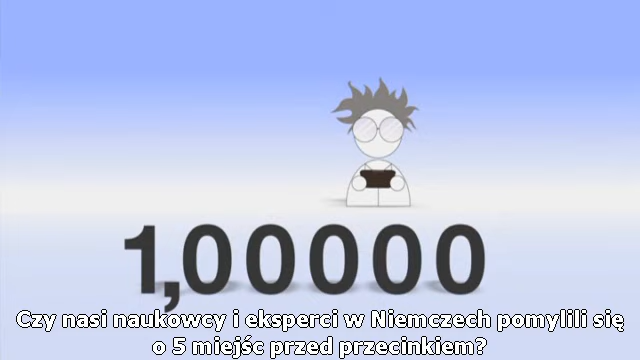 1,00000
Czy nasi naukowcy i eksperci w Niemczech pomylili się
o 5 miejśc przed przecinkiem?